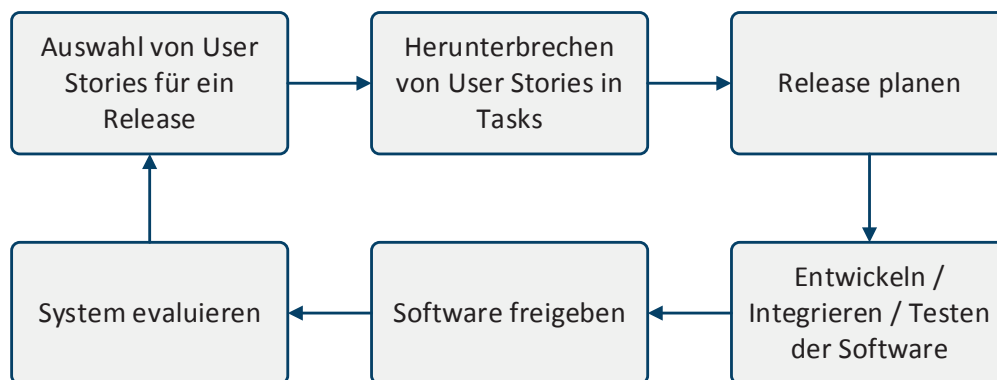 Auswahl von User
Stories für ein
Release
Herunterbrechen
von User Stories in
Tasks
Release planen
System evaluieren
Software freigeben
Entwickeln /
Integrieren / Testen
der Software